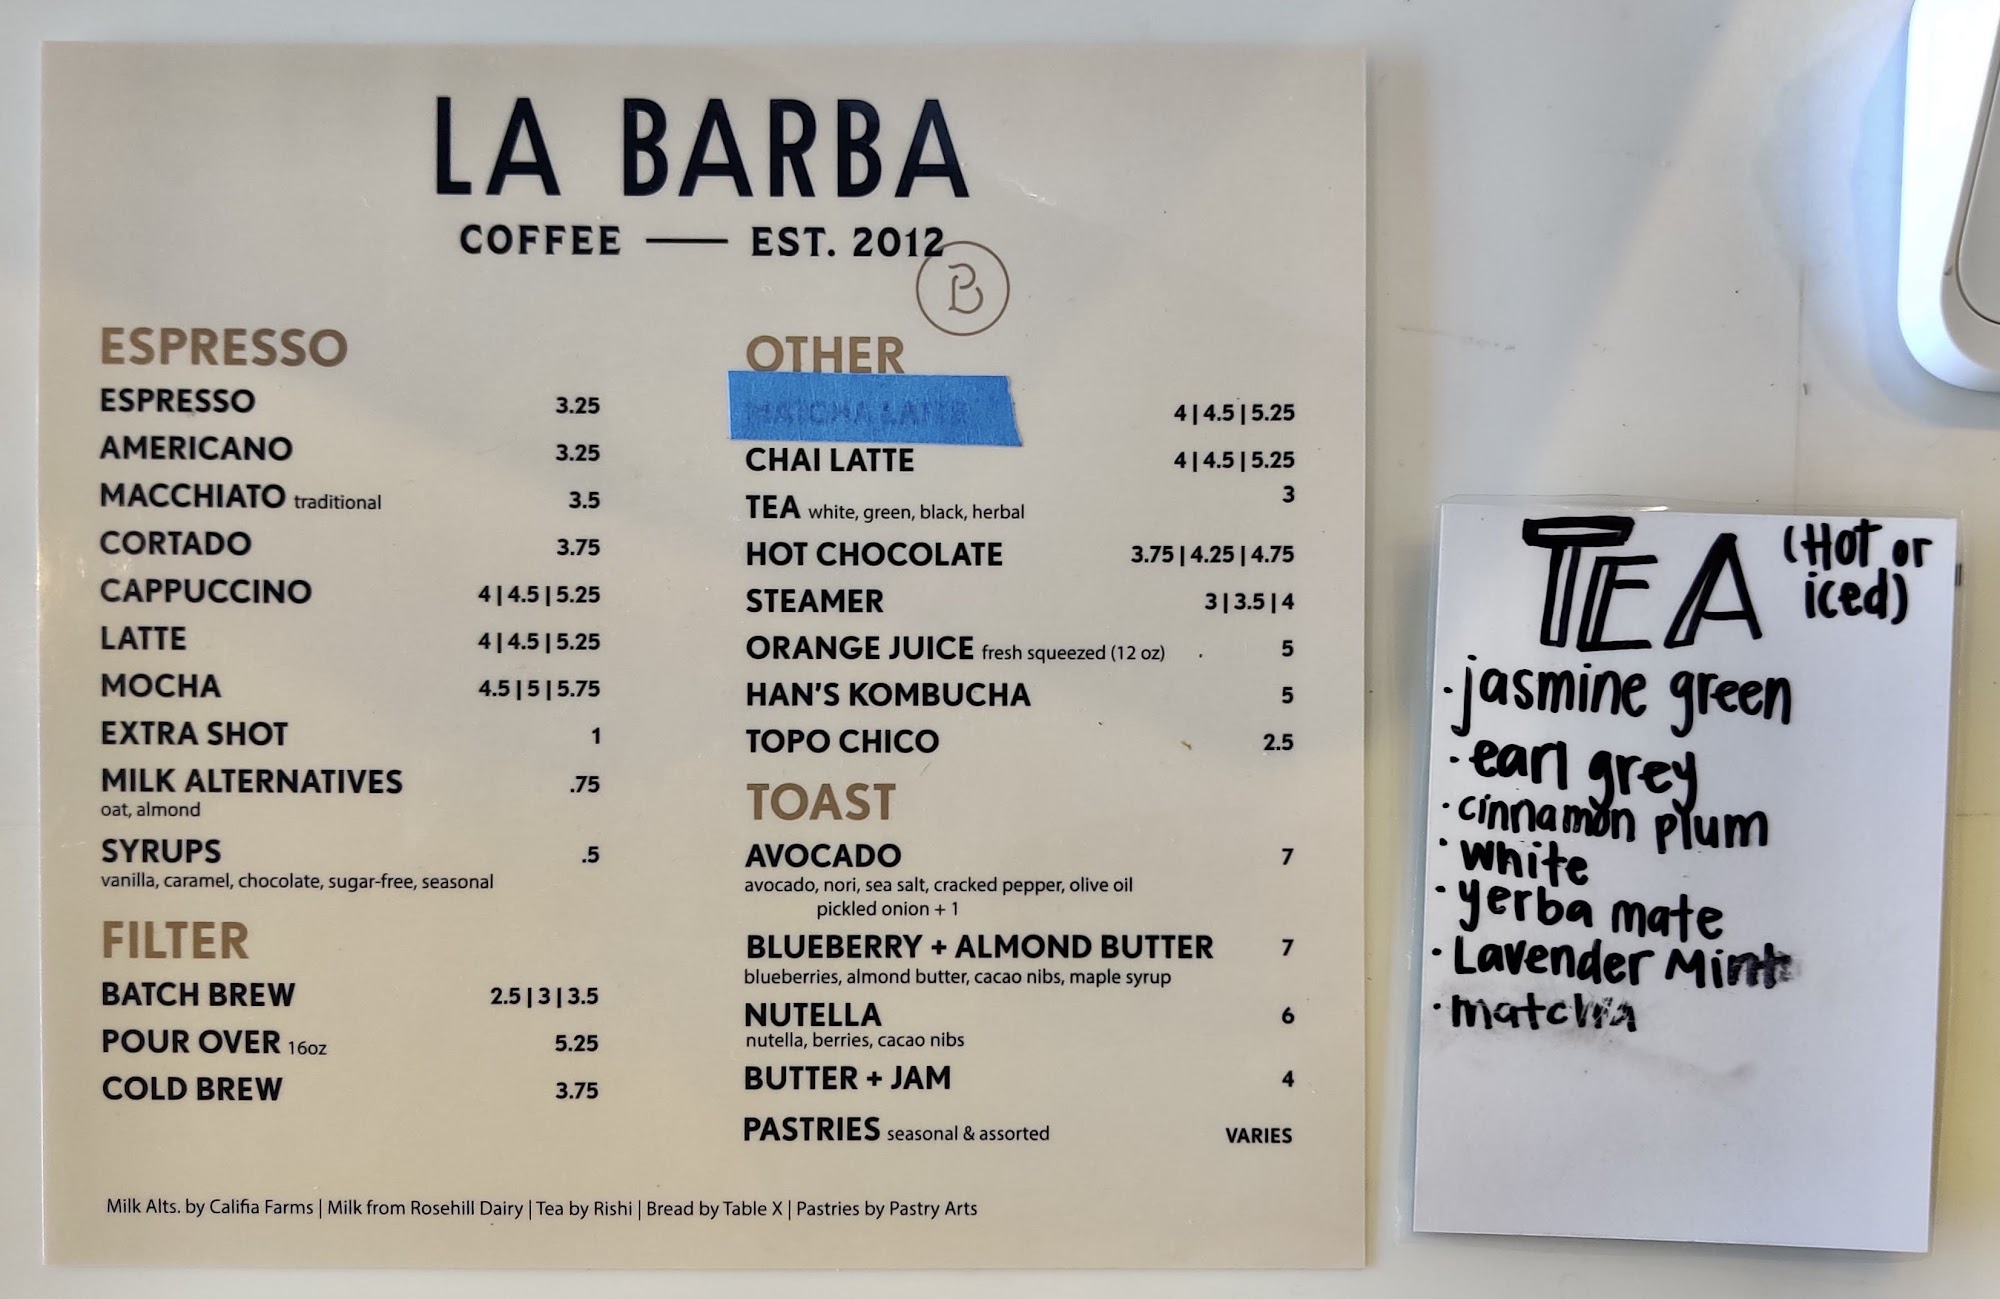 LA BARBA
COFFEE — EST. 2012
B
ESPRESSO
ESPRESSO 3.25
AMERICANO 3.25
MACCHIATO traditional 3.5
CORTADO 3.75
CAPPUCCINO 4 | 4.5 | 5.25
LATTE 4 | 4.5 | 5.25
MOCHA 4.5 | 5 | 5.75
EXTRA SHOT 1
MILK ALTERNATIVES .75
oat, almond
SYRUPS .5
vanilla, caramel, chocolate, sugar-free, seasonal
FILTER
BATCH BREW 2.5 | 3 | 3.5
POUR OVER 16oz 5.25
COLD BREW 3.75
OTHER
MATCHA LATTE 4 | 4.5 | 5.25
CHAI LATTE 4 | 4.5 | 5.25
TEA white, green, black, herbal 3
HOT CHOCOLATE 3.75 | 4.25 | 4.75
STEAMER 3 | 3.5 | 4
ORANGE JUICE fresh squeezed (12 oz) 5
HAN'S KOMBUCHA 5
TOPO CHICO 2.5
TOAST
AVOCADO 7
avocado, nori, sea salt, cracked pepper, olive oil
pickled onion + 1
BLUEBERRY + ALMOND BUTTER 7
blueberries, almond butter, cacao nibs, maple syrup
NUTELLA 6
nutella, berries, cacao nibs
BUTTER + JAM 4
PASTRIES seasonal & assorted VARIES
Milk Alts. by Califia Farms | Milk from Rosehill Dairy | Tea by Rishi | Bread by Table X | Pastries by Pastry Arts
TEA (Hot or
iced)
· jasmine green
· earl grey
· cinnamon plum
· white
· yerba mate
· Lavender Mint
· matcha